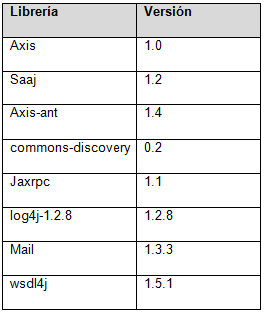 Librería Versión
Axis 1.0
Saaj 1.2
Axis-ant 1.4
commons-discovery 0.2
Jaxrpc 1.1
log4j-1.2.8 1.2.8
Mail 1.3.3
wsdl4j 1.5.1